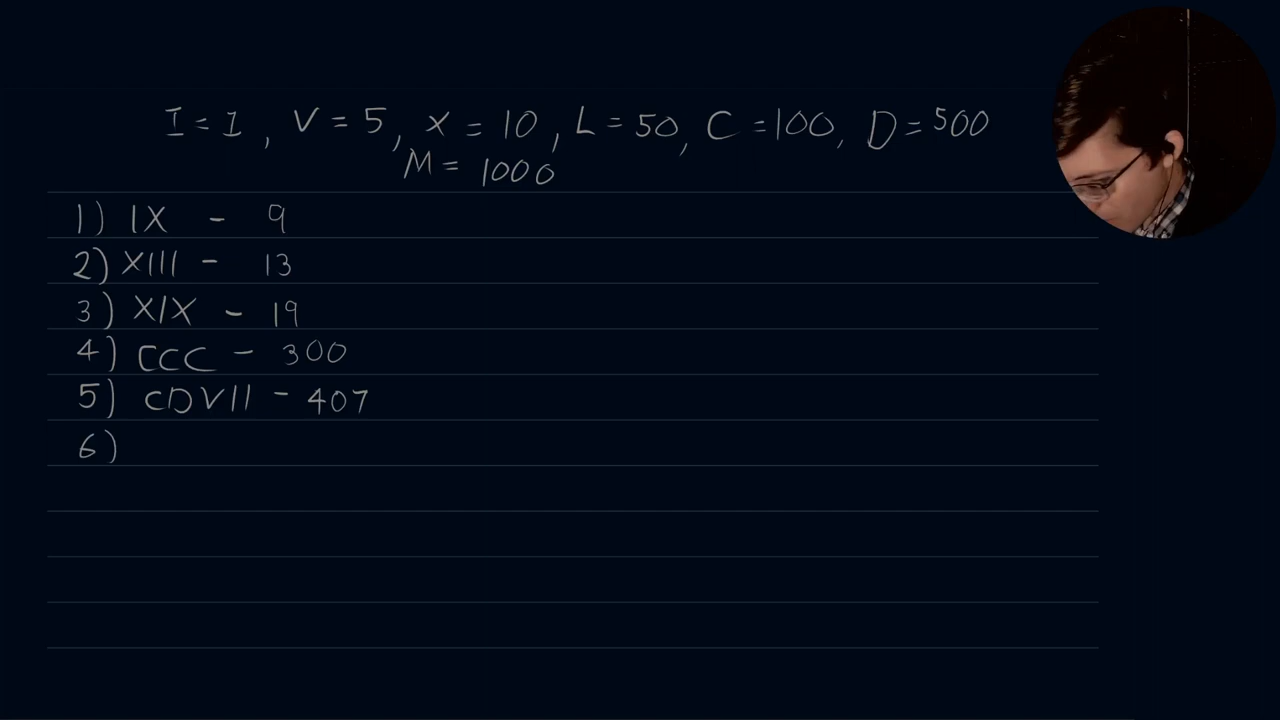 I = 1, V = 5, X = 10, L = 50, C = 100, D = 500
M = 1000
1) IX - 9
2) XIII - 13
3) XIX - 19
4) CCC - 300
5) CDVII - 407
6)